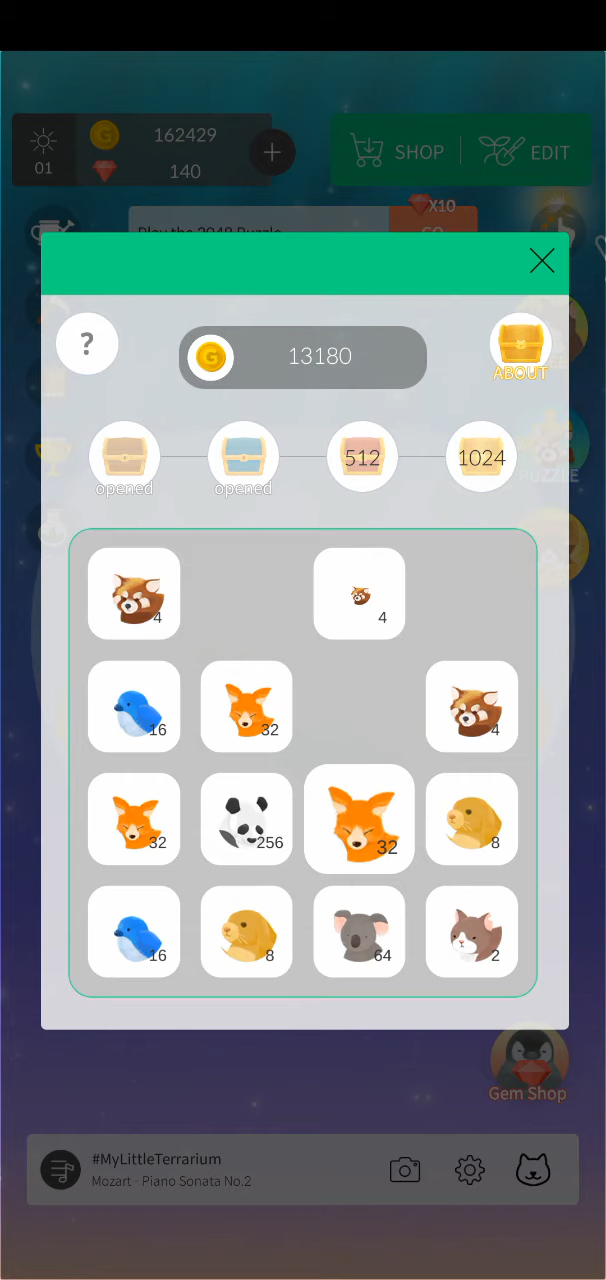 162429
01
140
SHOP
EDIT
X10
Play the 2048 Puzzle
60
?
G
13180
ABOUT
opened
opened
512
1024
PUZZLE
4
4
16
32
4
32
256
32
8
16
8
64
2
Gem Shop
#MyLittleTerrarium
Mozart - Piano Sonata No.2